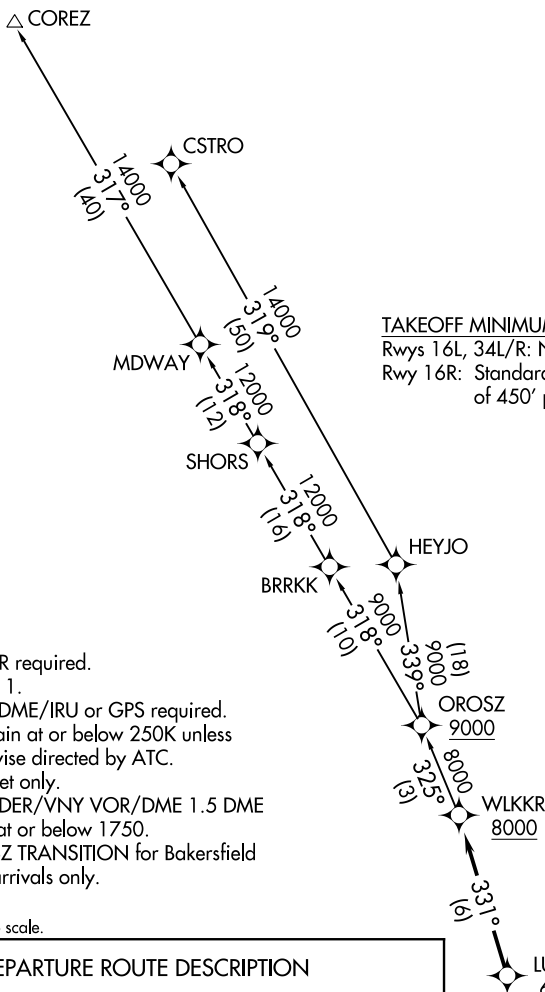 COREZ
CSTRO
14000
317°
(40)
14000
319°
(50)
TAKEOFF MINIMUM
Rwys 16L, 34L/R: N
Rwy 16R: Standard
of 450'
MDWAY
12000
318°
(12)
SHORS
12000
318°
(16)
HEYJO
BRRKK
9000
318°
(10)
(18)
9000
339°
R required.
1.
DME/IRU or GPS required.
ain at or below 250K unless
vise directed by ATC.
et only.
DER/VNY VOR/DME 1.5 DME
at or below 1750.
Z TRANSITION for Bakersfield
arrivals only.
OROSZ
9000
8000
325°
(3)
WLKKR
8000
331°
(6)
scale.
EPARTURE ROUTE DESCRIPTION
LU